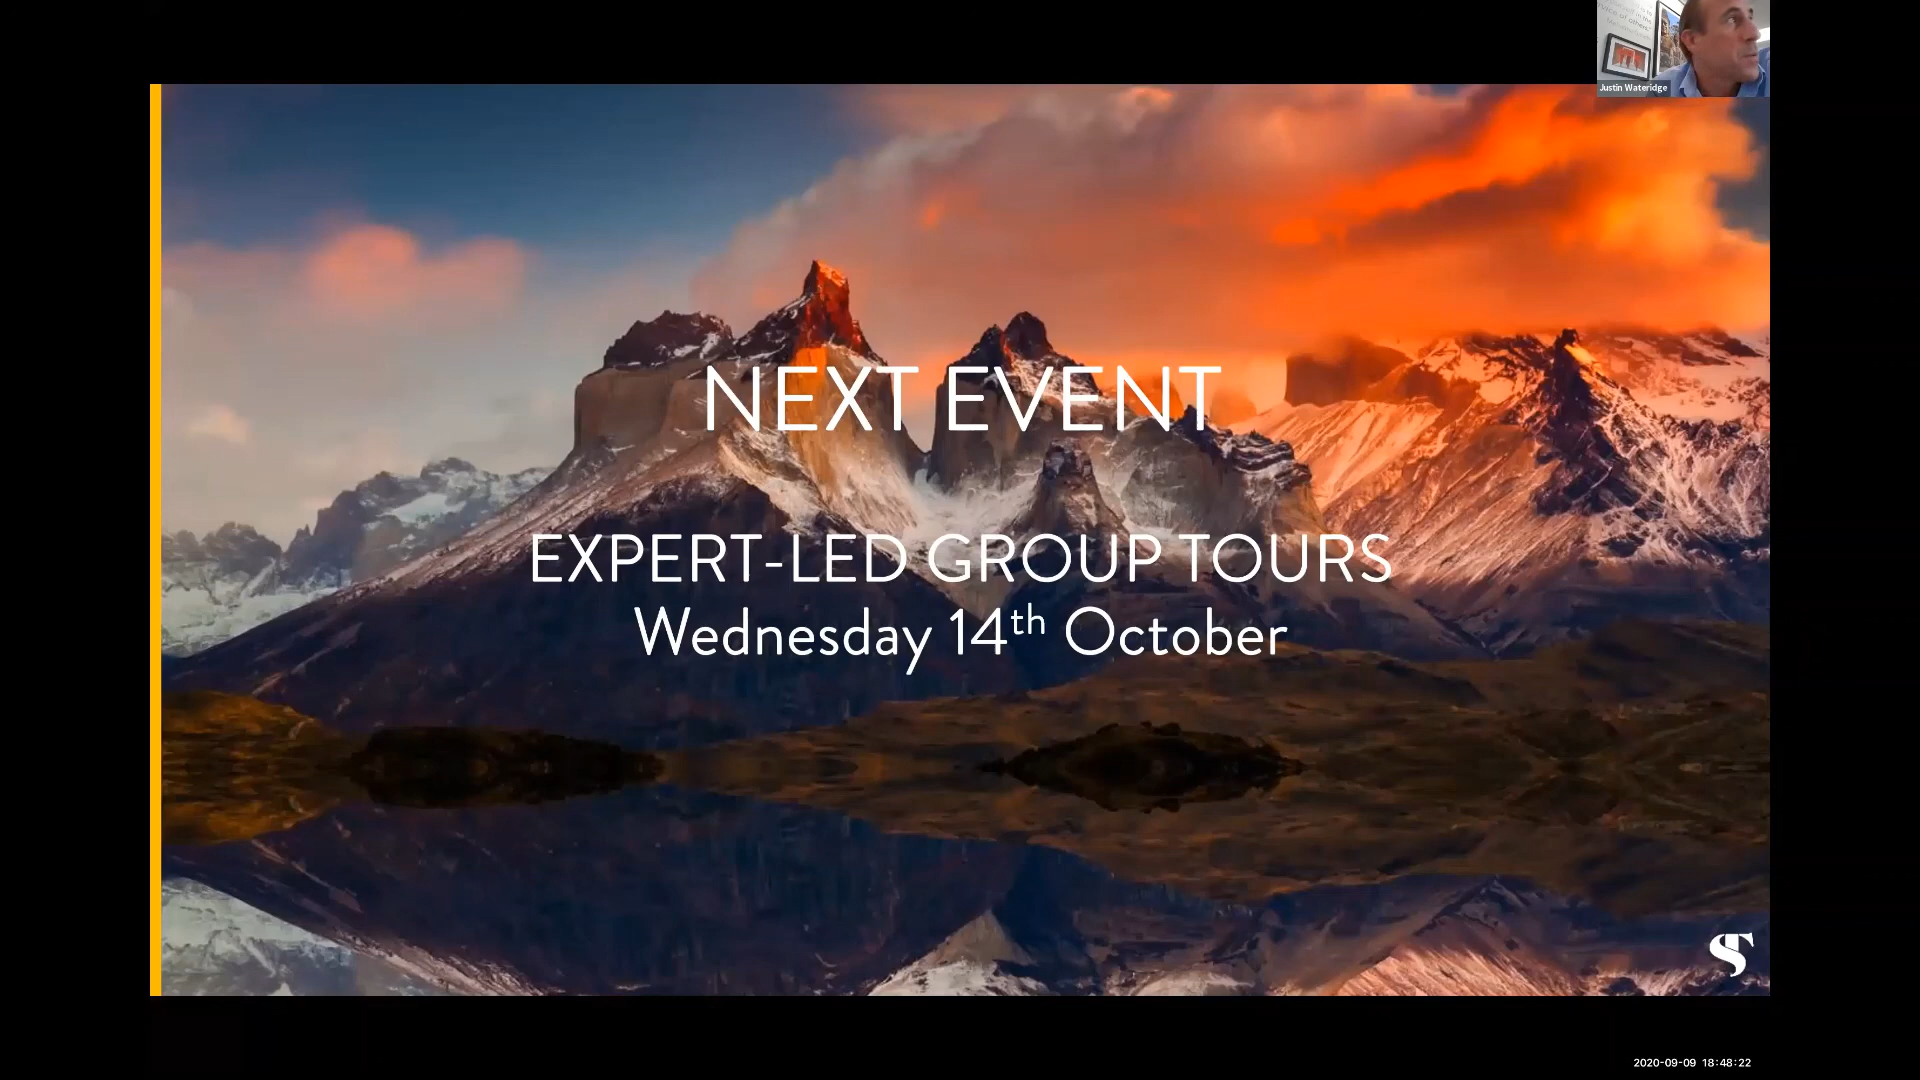 Justin Wateridge
NEXT EVENT
EXPERT-LED GROUP TOURS
Wednesday 14th October
2020-09-09 18:48:22